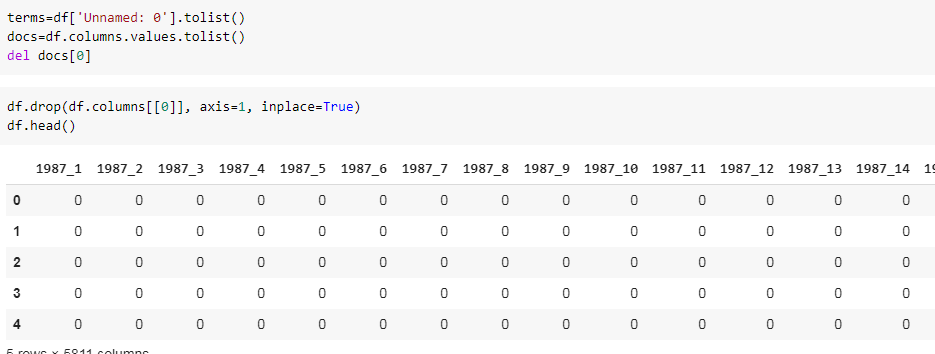 terms=df['Unnamed: 0'].tolist()
docs=df.columns.values.tolist()
del docs[0]
df.drop(df.columns[[0]], axis=1, inplace=True)
df.head()
1987_1 1987_2 1987_3 1987_4 1987_5 1987_6 1987_7 1987_8 1987_9 1987_10 1987_11 1987_12 1987_13 1987_14 19
0 0 0 0 0 0 0 0 0 0 0 0 0 0 0
1 0 0 0 0 0 0 0 0 0 0 0 0 0 0
2 0 0 0 0 0 0 0 0 0 0 0 0 0 0
3 0 0 0 0 0 0 0 0 0 0 0 0 0 0
4 0 0 0 0 0 0 0 0 0 0 0 0 0 0
5 rows × 5811 columns